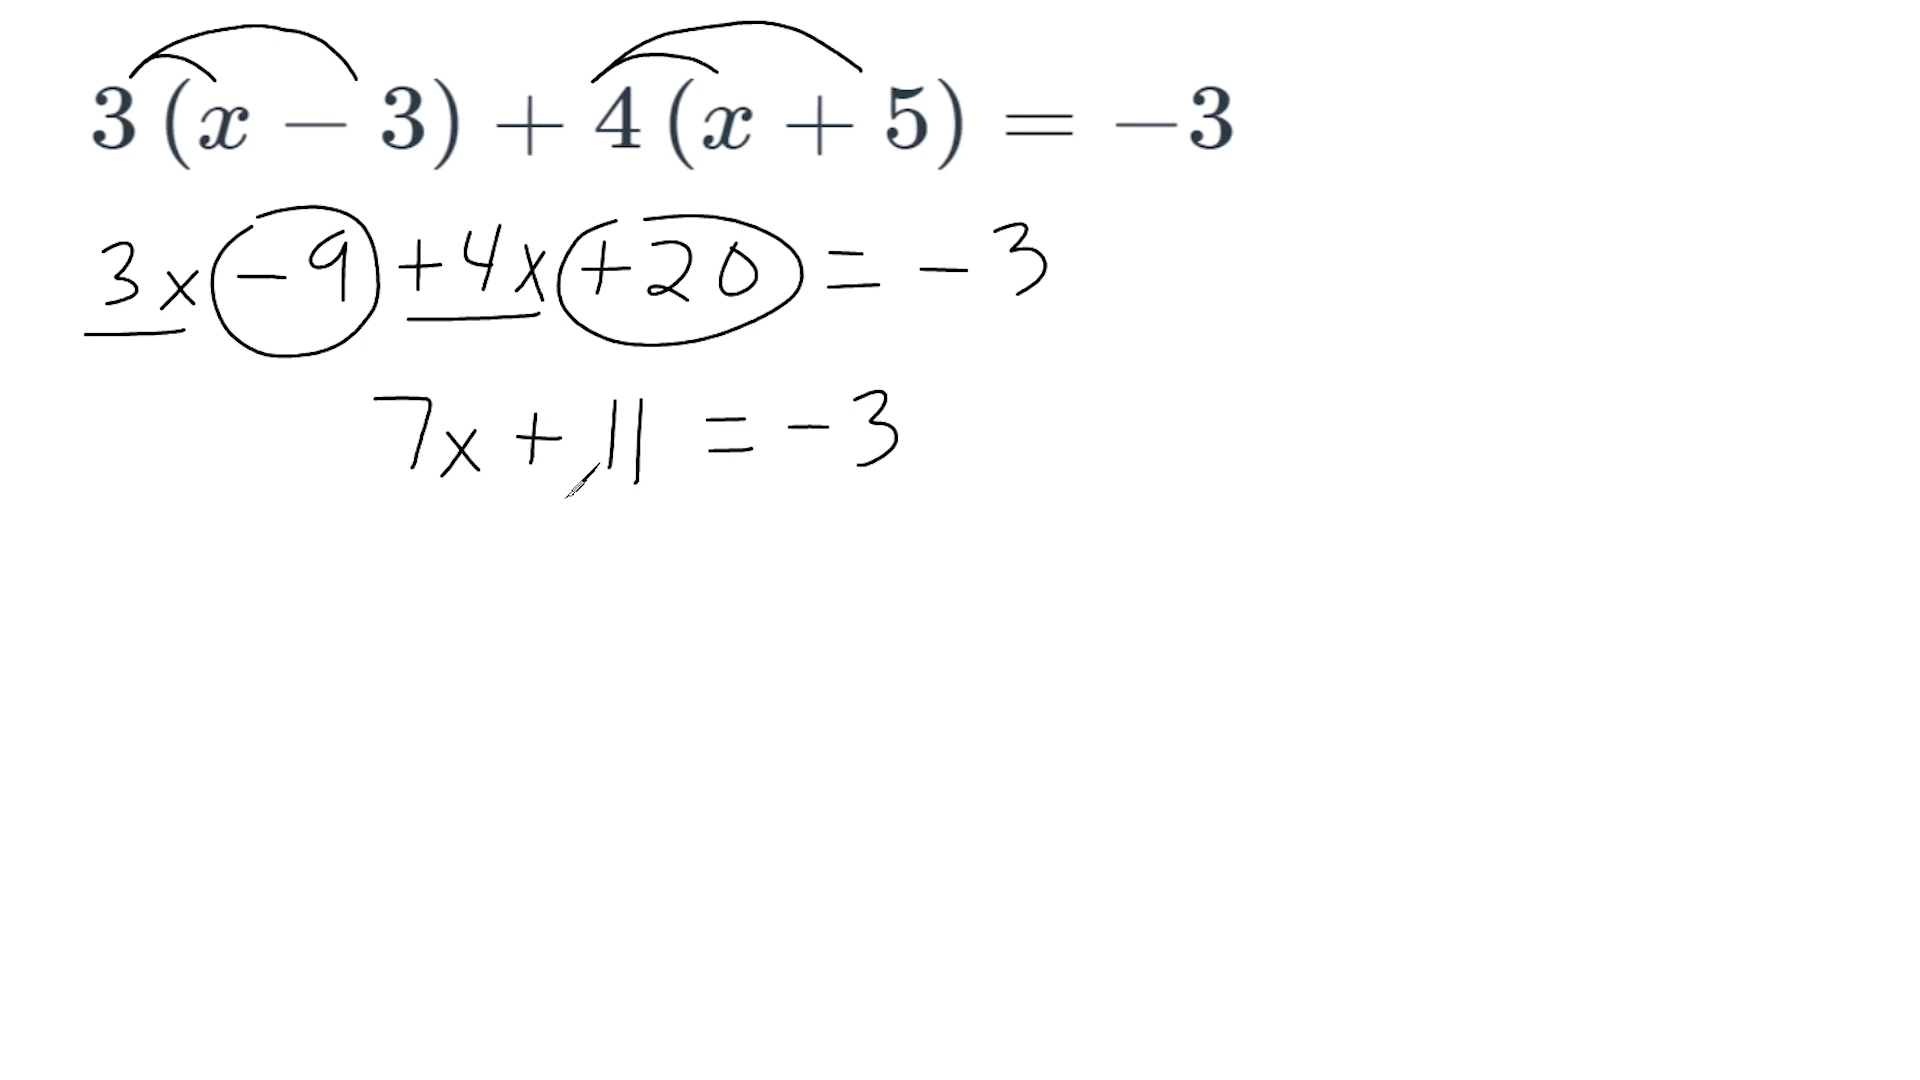 3(x − 3) + 4(x + 5) = −3
3x − 9 + 4x + 20 = − 3
7x + 11 = − 3